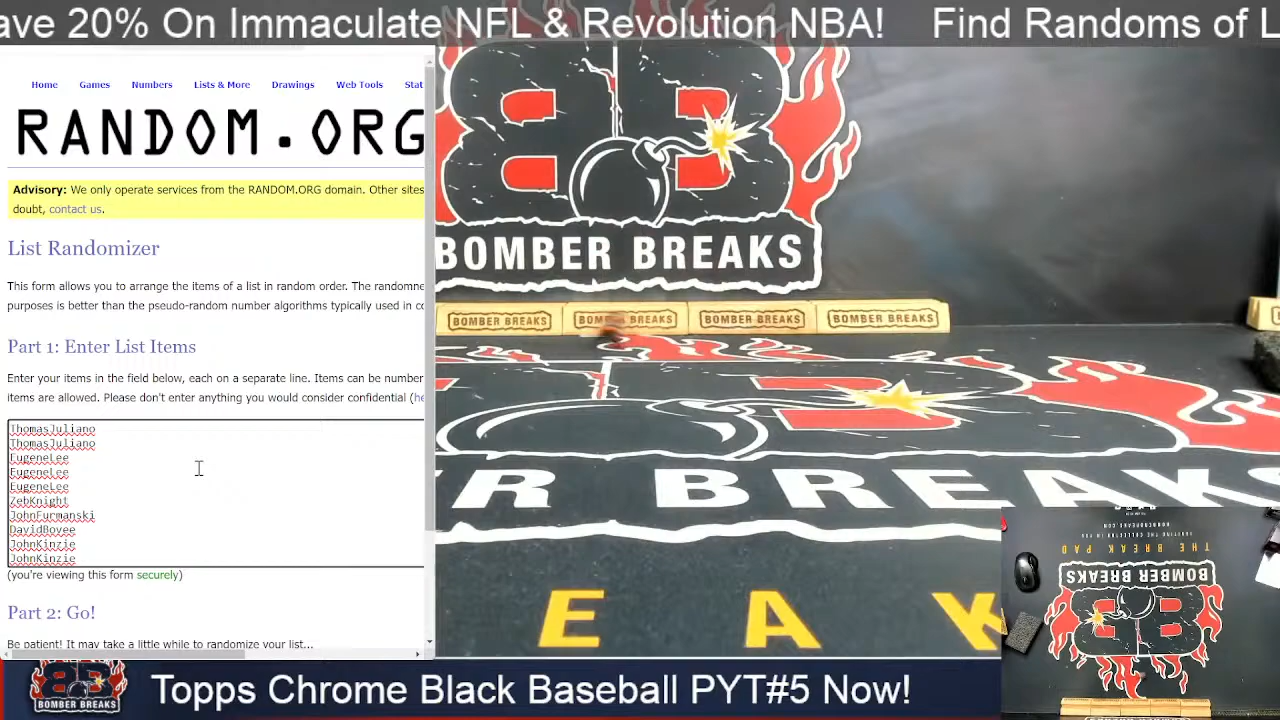 ave 20% On Immaculate NFL & Revolution NBA! Find Randoms of L
Home Games Numbers Lists & More Drawings Web Tools Stat
RANDOM.ORG
Advisory: We only operate services from the RANDOM.ORG domain. Other sites
doubt, contact us.
List Randomizer
This form allows you to arrange the items of a list in random order. The randomne
purposes is better than the pseudo-random number algorithms typically used in co
Part 1: Enter List Items
Enter your items in the field below, each on a separate line. Items can be number
items are allowed. Please don't enter anything you would consider confidential (he
ThomasJuliano
ThomasJuliano
EugeneLee
EugeneLee
EugeneLee
ZebKnight
JohnFurmanski
DavidBovee
JohnKinzie
JohnKinzie
(you're viewing this form securely)
Part 2: Go!
Be patient! It may take a little while to randomize your list...
BOMBER BREAKS
BOMBER BREAKS BOMBER BREAKS BOMBER BREAKS BOMBER BREAKS
R BREAKS
E A K
THE BREAK PAD
BOMBER BREAKS
Topps Chrome Black Baseball PYT#5 Now!
BOMBER BREAKS